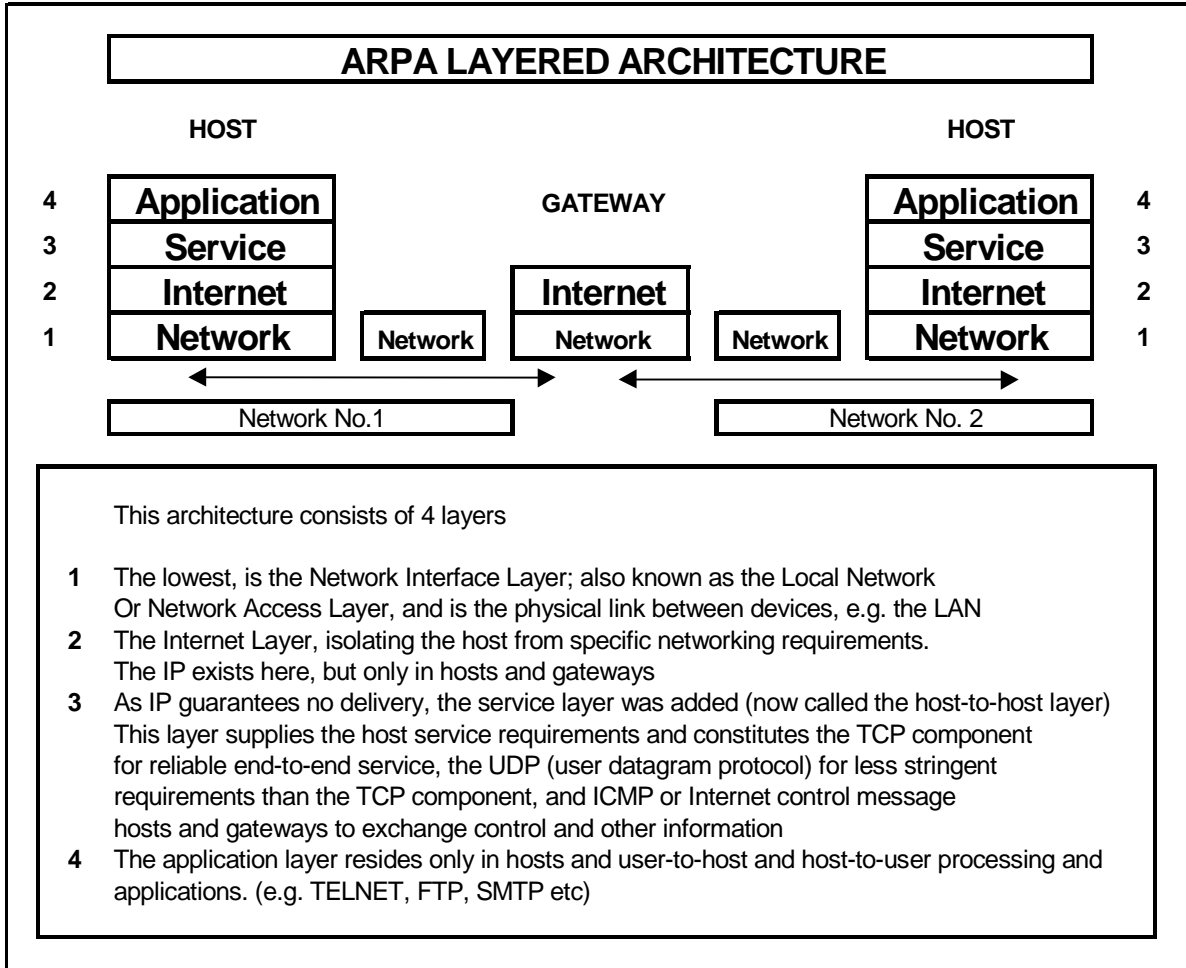 ARPA LAYERED ARCHITECTURE
HOST HOST
4 Application GATEWAY Application 4
3 Service Service 3
2 Internet Internet Internet 2
1 Network Network Network Network Network 1
Network No.1 Network No. 2
This architecture consists of 4 layers
1 The lowest, is the Network Interface Layer; also known as the Local Network
Or Network Access Layer, and is the physical link between devices, e.g. the LAN
2 The Internet Layer, isolating the host from specific networking requirements.
The IP exists here, but only in hosts and gateways
3 As IP guarantees no delivery, the service layer was added (now called the host-to-host layer)
This layer supplies the host service requirements and constitutes the TCP component
for reliable end-to-end service, the UDP (user datagram protocol) for less stringent
requirements than the TCP component, and ICMP or Internet control message
hosts and gateways to exchange control and other information
4 The application layer resides only in hosts and user-to-host and host-to-user processing and
applications. (e.g. TELNET, FTP, SMTP etc)